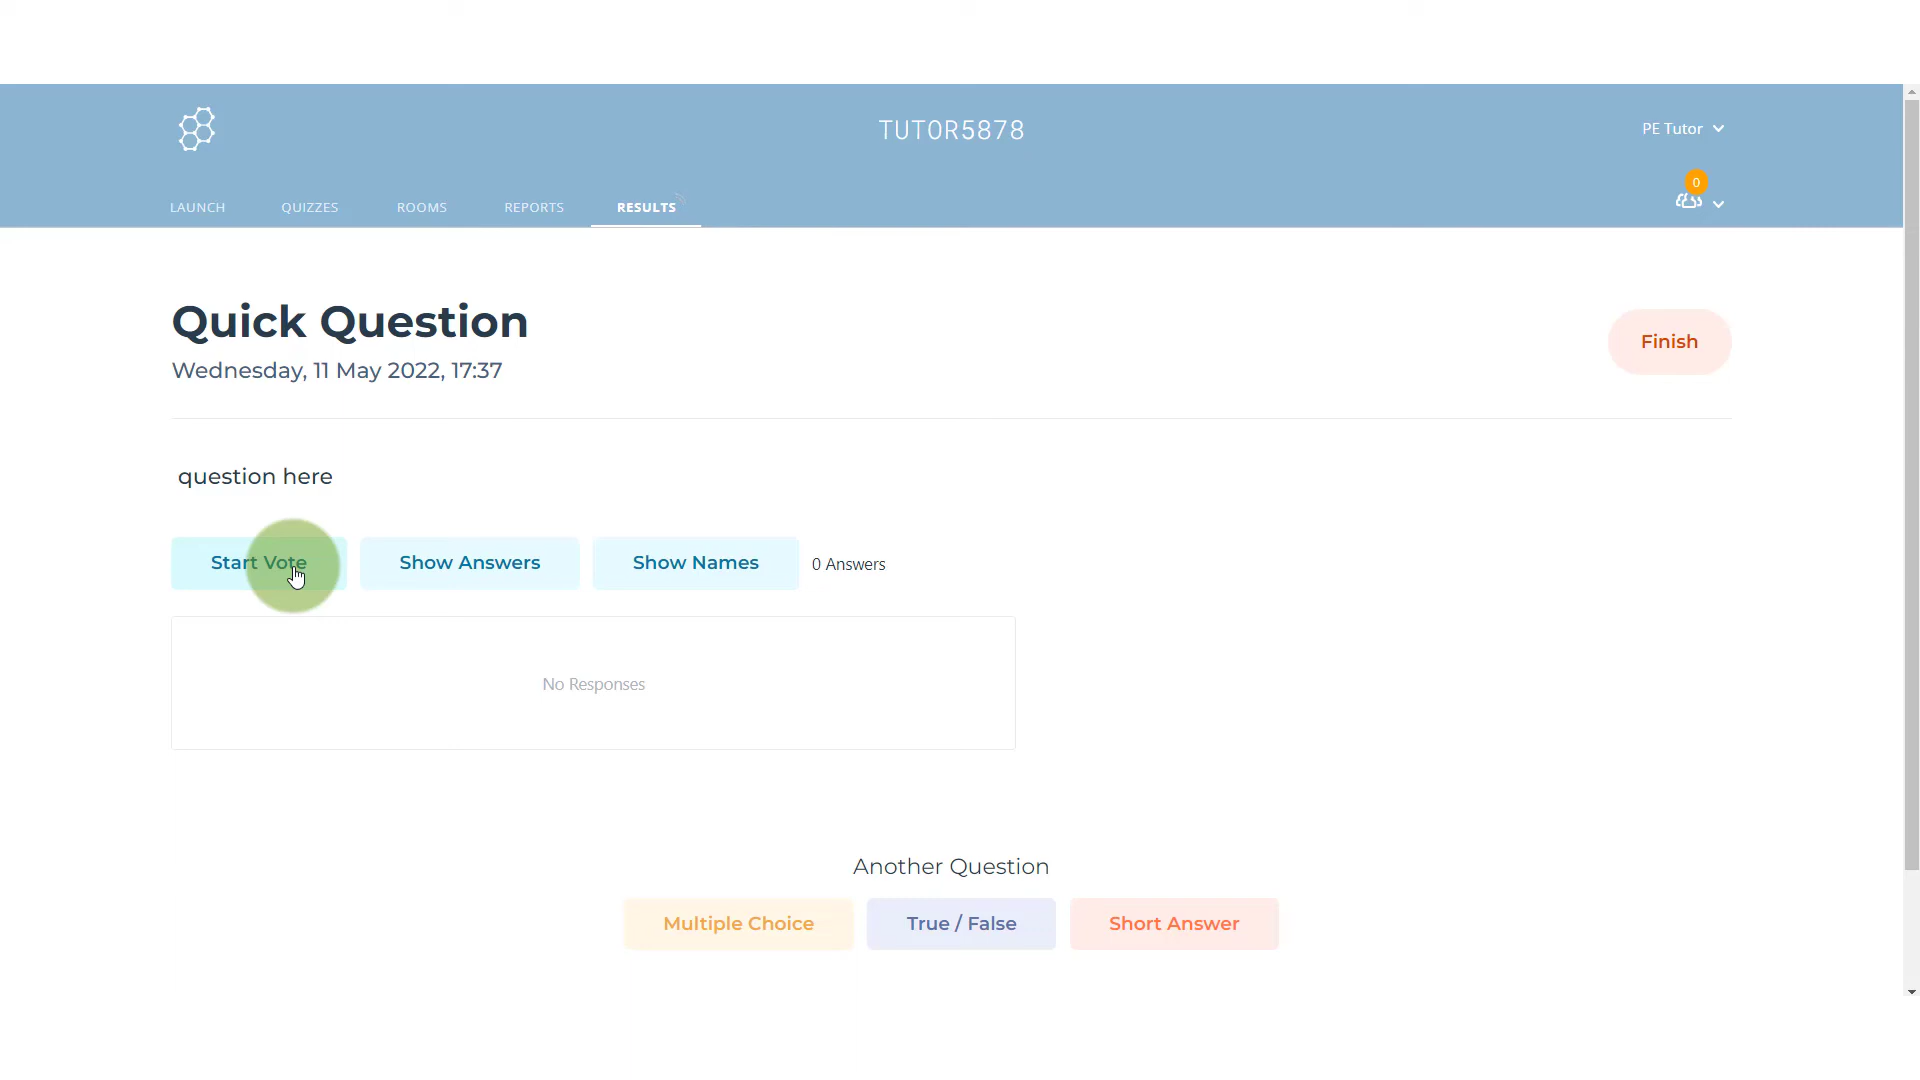 TUT0R5878
PE Tutor
0
LAUNCH QUIZZES ROOMS REPORTS RESULTS
Quick Question
Wednesday, 11 May 2022, 17:37
Finish
question here
Start Vote Show Answers Show Names 0 Answers
No Responses
Another Question
Multiple Choice True / False Short Answer